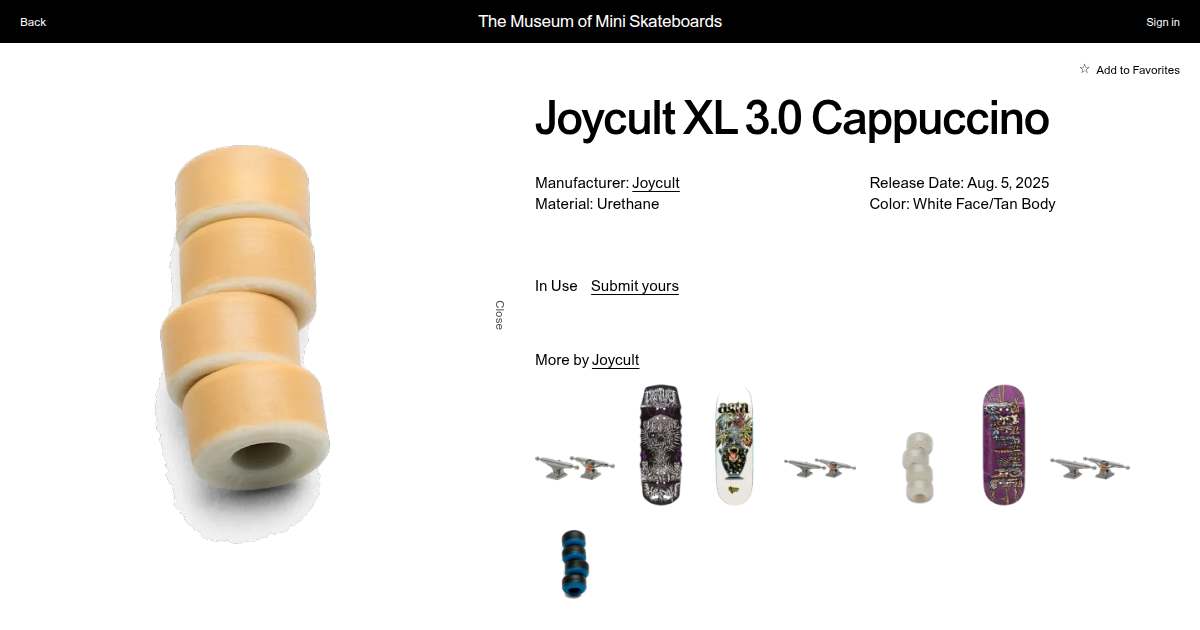 Back
The Museum of Mini Skateboards
Sign in
☆ Add to Favorites
Joycult XL 3.0 Cappuccino
Manufacturer: Joycult
Material: Urethane
Release Date: Aug. 5, 2025
Color: White Face/Tan Body
In Use Submit yours
Close
More by Joycult